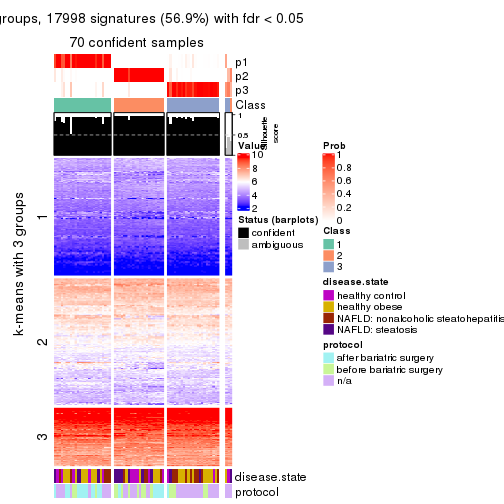 groups, 17998 signatures (56.9%) with fdr < 0.05
70 confident samples
p1
p2
p3
Class
1
0.5
0
Silhouette
score
k-means with 3 groups
1
2
3
disease.state
protocol
Value
10
8
6
4
2
Status (barplots)
confident
ambiguous
Prob
1
0.8
0.6
0.4
0.2
0
Class
1
2
3
disease.state
healthy control
healthy obese
NAFLD: nonalcoholic steatohepatitis
NAFLD: steatosis
protocol
after bariatric surgery
before bariatric surgery
n/a